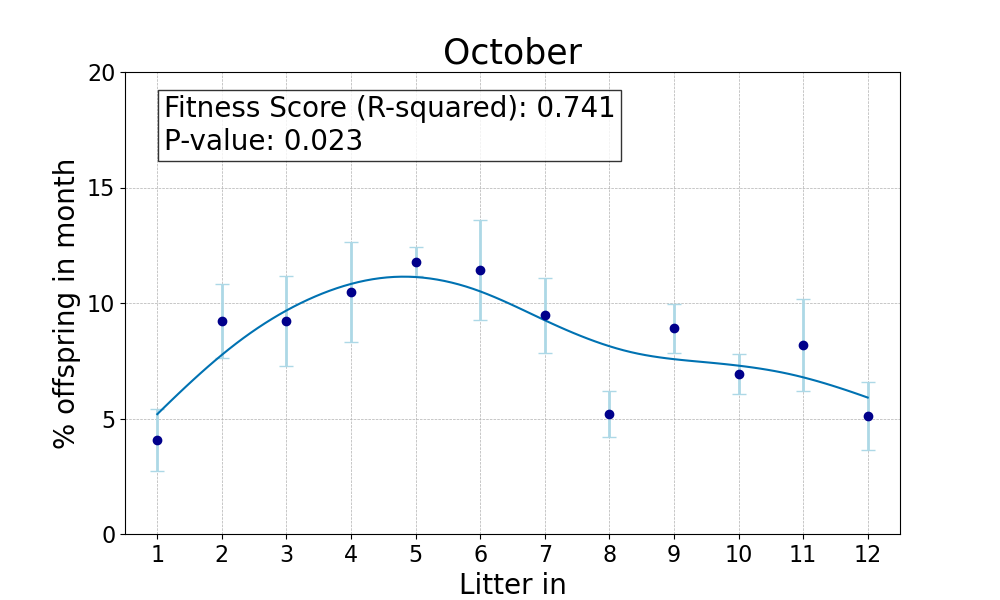 October
Fitness Score (R-squared): 0.741
P-value: 0.023
% offspring in month
20
15
10
5
0
1 2 3 4 5 6 7 8 9 10 11 12
Litter in